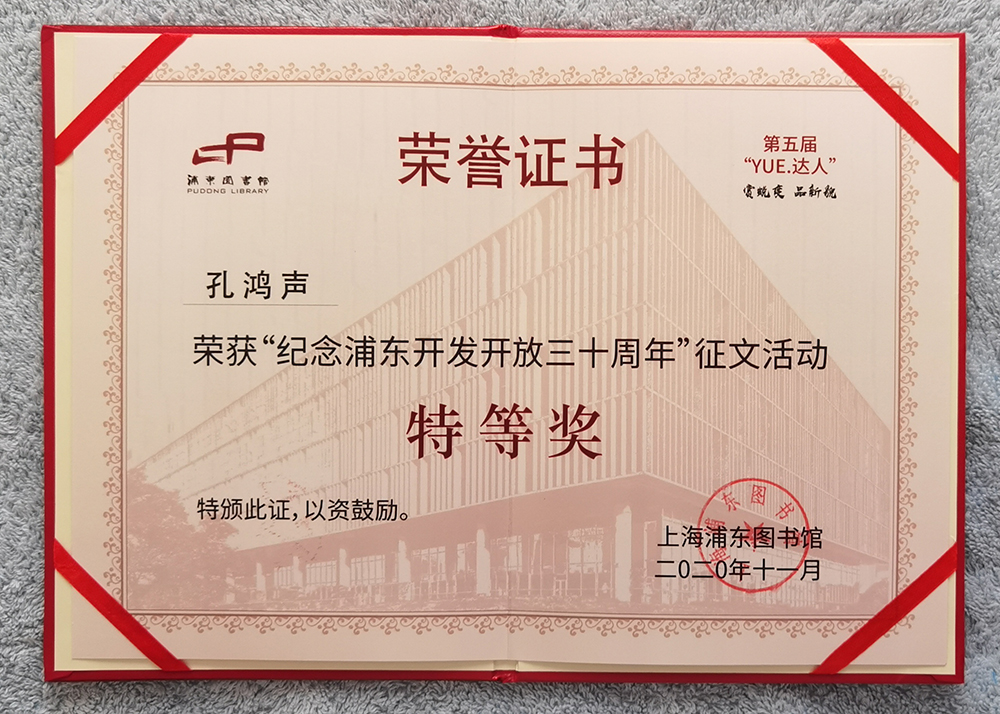 浦东图书馆
PUDONG LIBRARY
荣誉证书
第五届
“YUE.达人”
赏晚霞 品新貌
孔鸿声
荣获“纪念浦东开发开放三十周年”征文活动
特等奖
特颁此证,以资鼓励。
上海浦东图书馆
二〇二〇年十一月